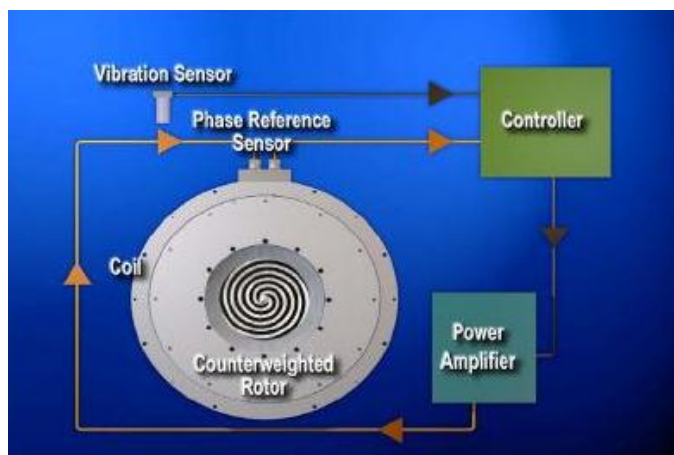 Vibration Sensor
Phase Reference
Sensor
Controller
Coil
Power
Amplifier
Counterweighted
Rotor